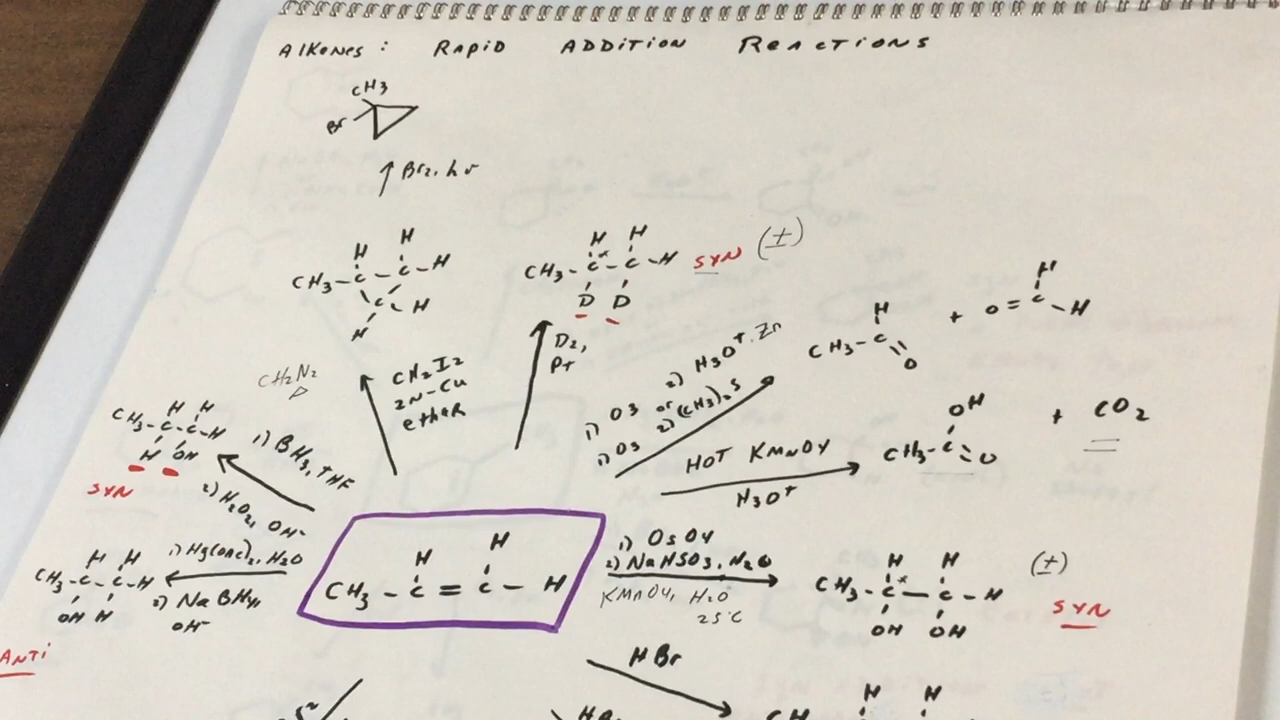 Alkenes: Rapid Addition Reactions
CH3
Br
Br2, hν
H H
CH3-C-C-H
C H
H
H H
CH3-C*-C-H SYN (±)
D D
CH2I2
ZN-Cu
ether
CH2N2
D2,
Pt
1) O3 2) H3O+, Zn
or
1) O3 2) (CH3)2S
H
CH3-C
O
+
H
O=C-H
HOT KMnO4
H3O+
OH
CH3-C=O
+ CO2
H H
CH3-C-C-H
H OH
SYN
1) BH3, THF
2) H2O2, OH-
1) Hg(OAc)2, H2O
2) NaBH4,
OH-
H H
CH3-C-C-H
OH H
H H
CH3-C=C-H
1) OsO4
2) NaHSO3, H2O
KMnO4, H2O
25°C
H H
CH3-C*-C-H
OH OH
(±)
SYN
ANTI
HBr
H H